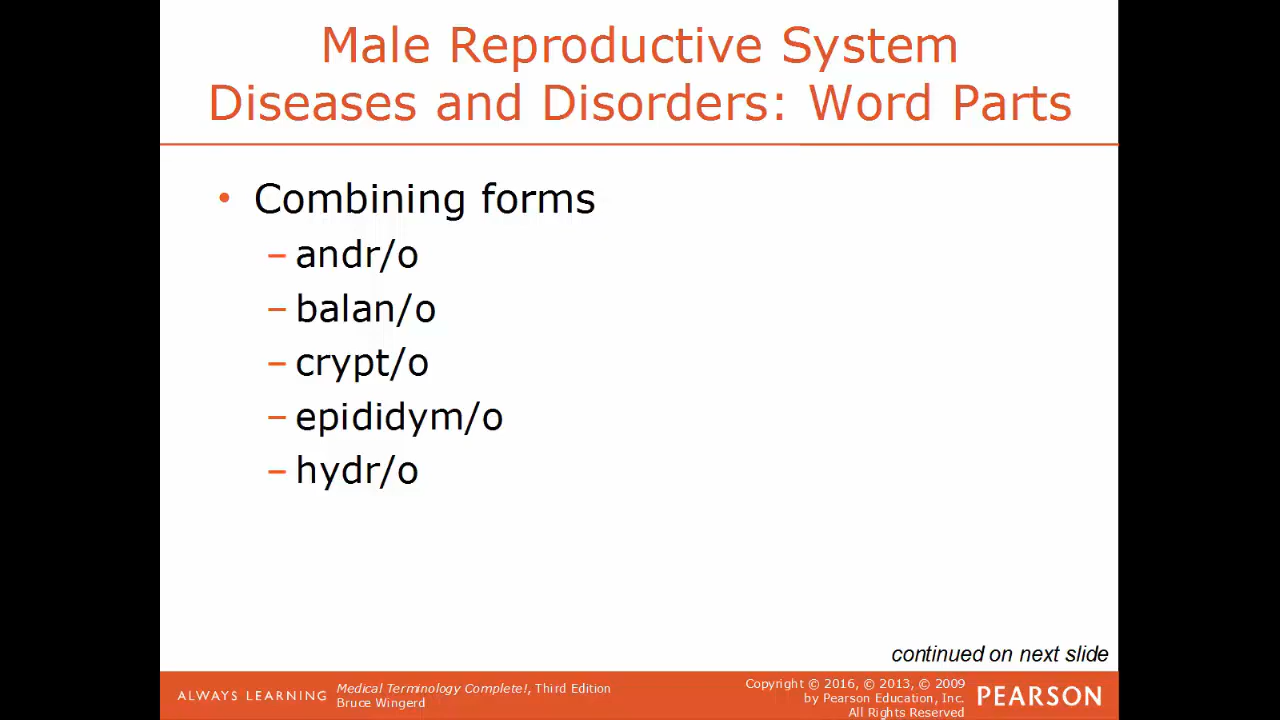 Male Reproductive System
Diseases and Disorders: Word Parts
• Combining forms
– andr/o
– balan/o
– crypt/o
– epididym/o
– hydr/o
continued on next slide
ALWAYS LEARNING
Medical Terminology Complete!, Third Edition
Bruce Wingerd
Copyright © 2016, © 2013, © 2009
by Pearson Education, Inc.
All Rights Reserved
PEARSON